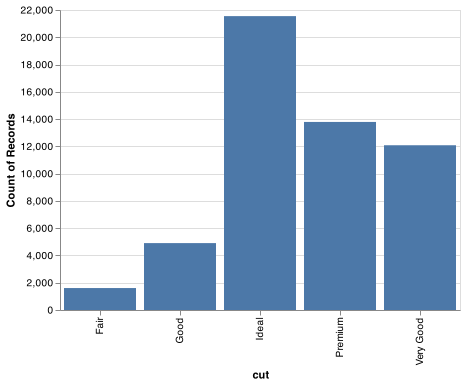 22,000
20,000
18,000
16,000
14,000
12,000
10,000
8,000
6,000
4,000
2,000
0
Count of Records
Fair
Good
Ideal
Premium
Very Good
cut